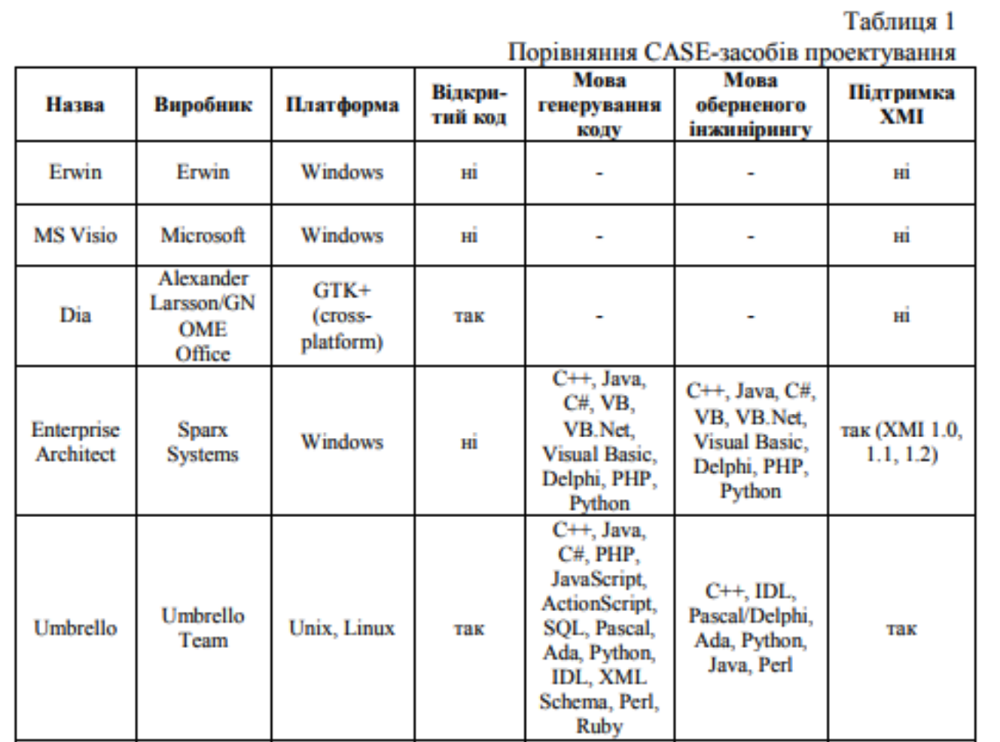 Таблиця 1
Порівняння CASE-засобів проектування
Назва
Виробник
Платформа
Відкри-
тий код
Мова
генерування
коду
Мова
оберненого
інжинірингу
Підтримка
XMI
Erwin
Erwin
Windows
ні
-
-
ні
MS Visio
Microsoft
Windows
ні
-
-
ні
Dia
Alexander
Larsson/GN
OME
Office
GTK+
(cross-
platform)
так
-
-
ні
Enterprise
Architect
Sparx
Systems
Windows
ні
C++, Java,
C#, VB,
VB.Net,
Visual Basic,
Delphi, PHP,
Python
C++, Java, C#,
VB, VB.Net,
Visual Basic,
Delphi, PHP,
Python
так (XMI 1.0,
1.1, 1.2)
Umbrello
Umbrello
Team
Unix, Linux
так
C++, Java,
C#, PHP,
JavaScript,
ActionScript,
SQL, Pascal,
Ada, Python,
IDL, XML
Schema, Perl,
Ruby
C++, IDL,
Pascal/Delphi,
Ada, Python,
Java, Perl
так